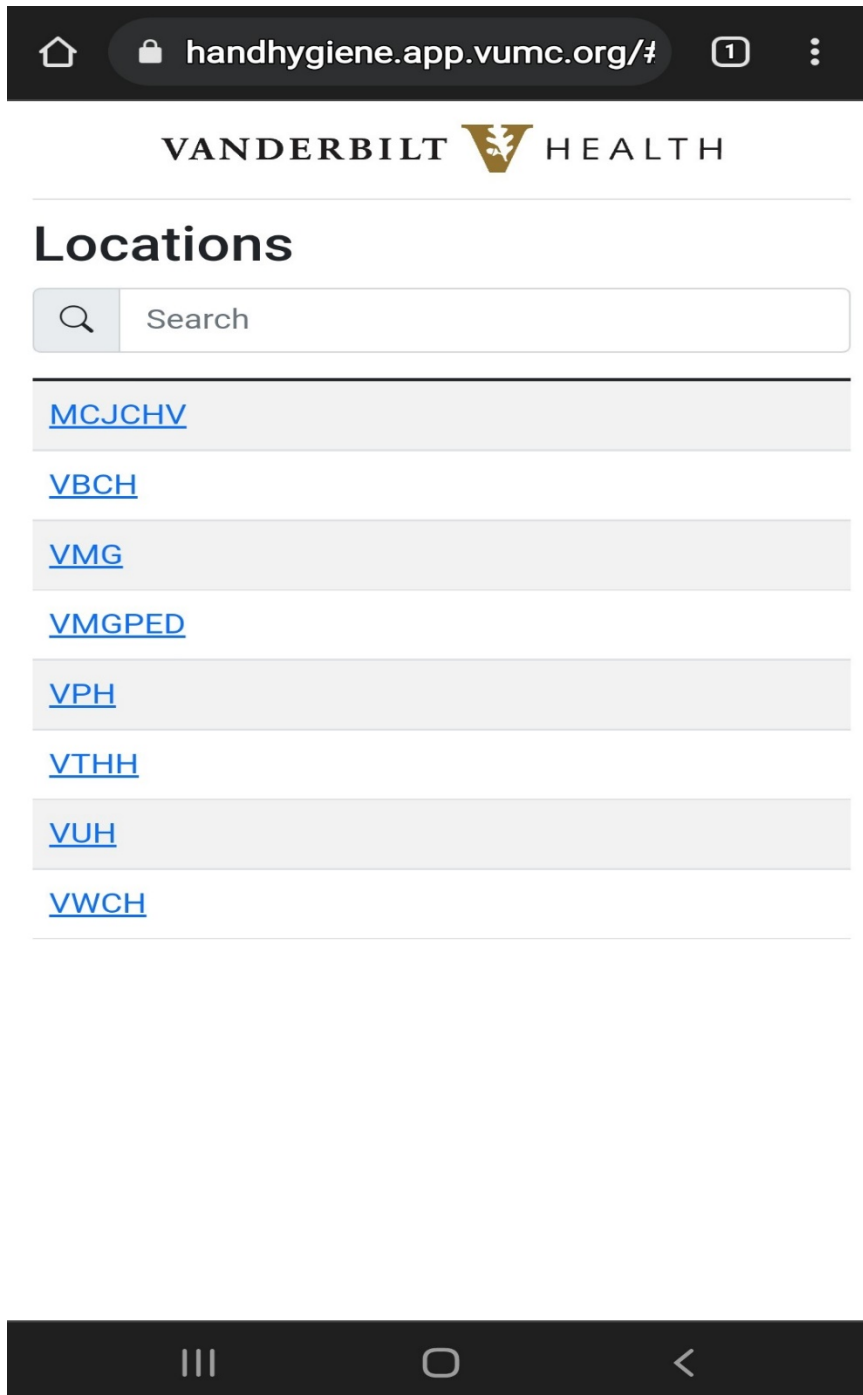 handhygiene.app.vumc.org/#
1
VANDERBILT V HEALTH
Locations
Search
MCJCHV
VBCH
VMG
VMGPED
VPH
VTHH
VUH
VWCH